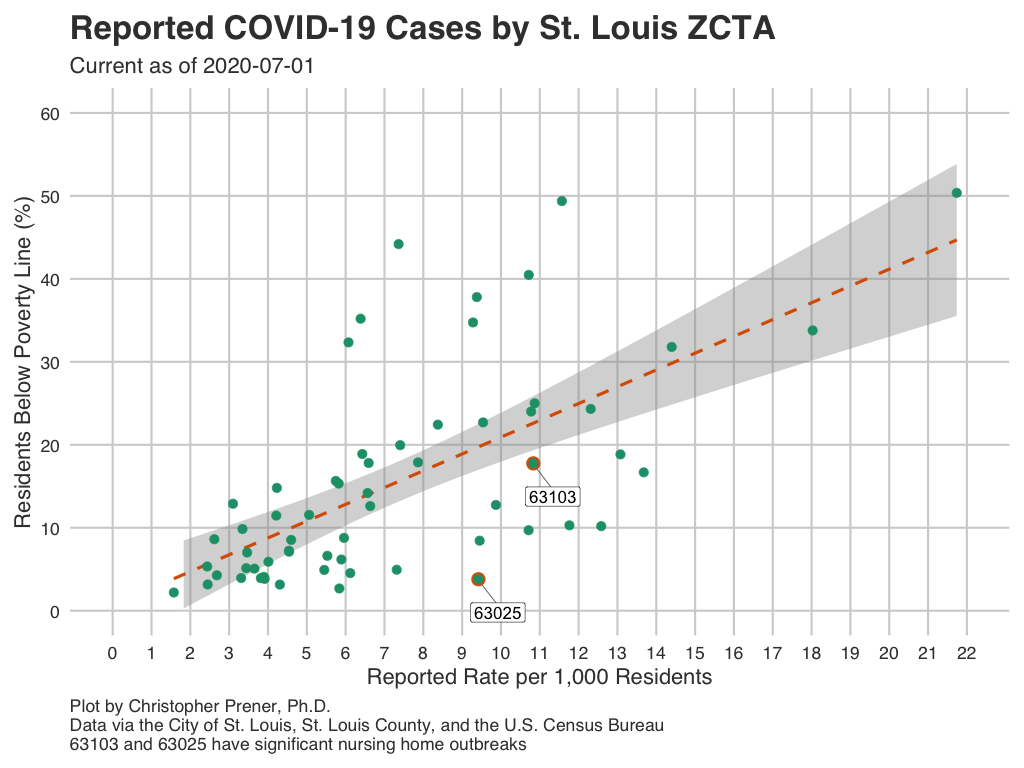 Reported COVID-19 Cases by St. Louis ZCTA
Current as of 2020-07-01
Residents Below Poverty Line (%)
60
50
40
30
20
10
0
63103
63025
0 1 2 3 4 5 6 7 8 9 10 11 12 13 14 15 16 17 18 19 20 21 22
Reported Rate per 1,000 Residents
Plot by Christopher Prener, Ph.D.
Data via the City of St. Louis, St. Louis County, and the U.S. Census Bureau
63103 and 63025 have significant nursing home outbreaks